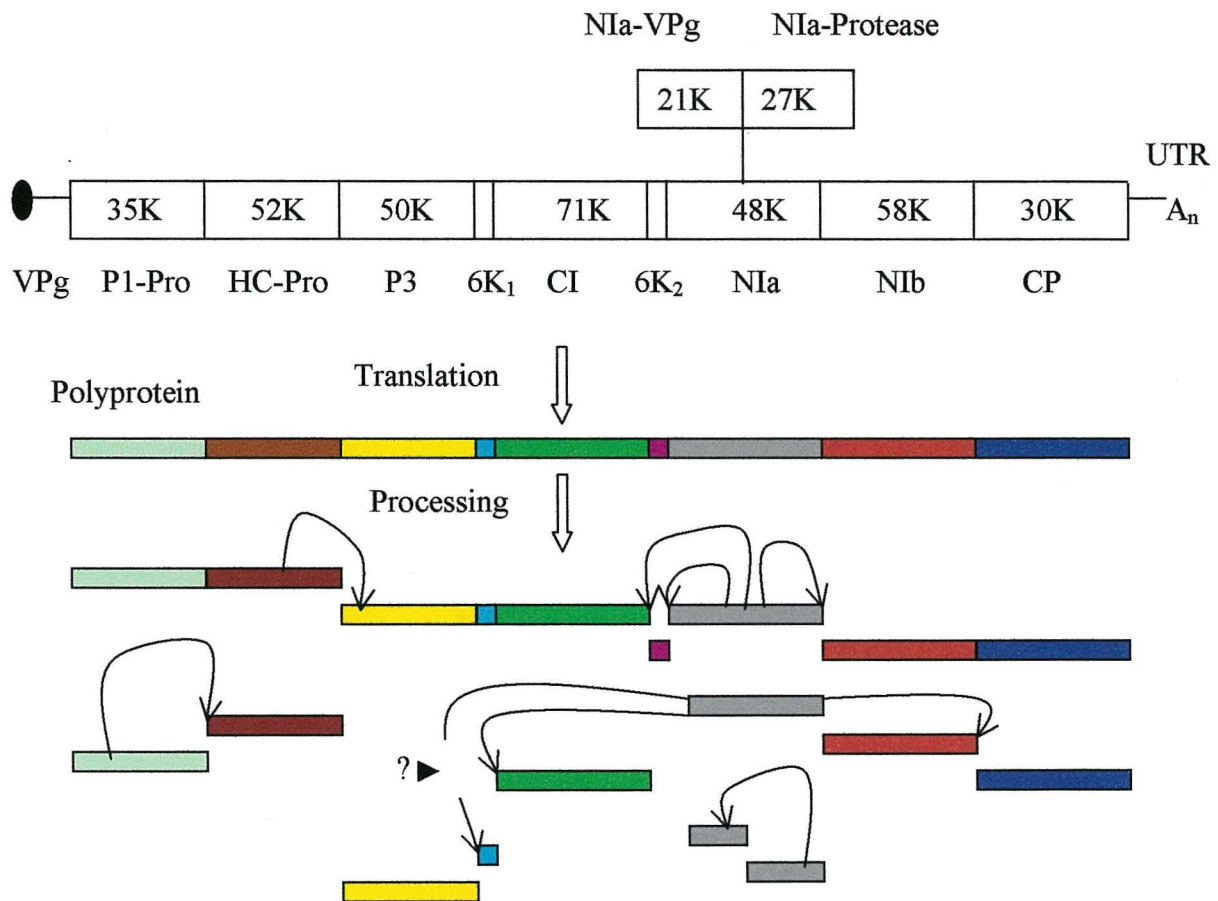 NIa-VPg NIa-Protease
21K 27K
UTR
35K 52K 50K 71K 48K 58K 30K Aₙ
VPg P1-Pro HC-Pro P3 6K₁ CI 6K₂ NIa NIb CP
Translation
Polyprotein
Processing
?